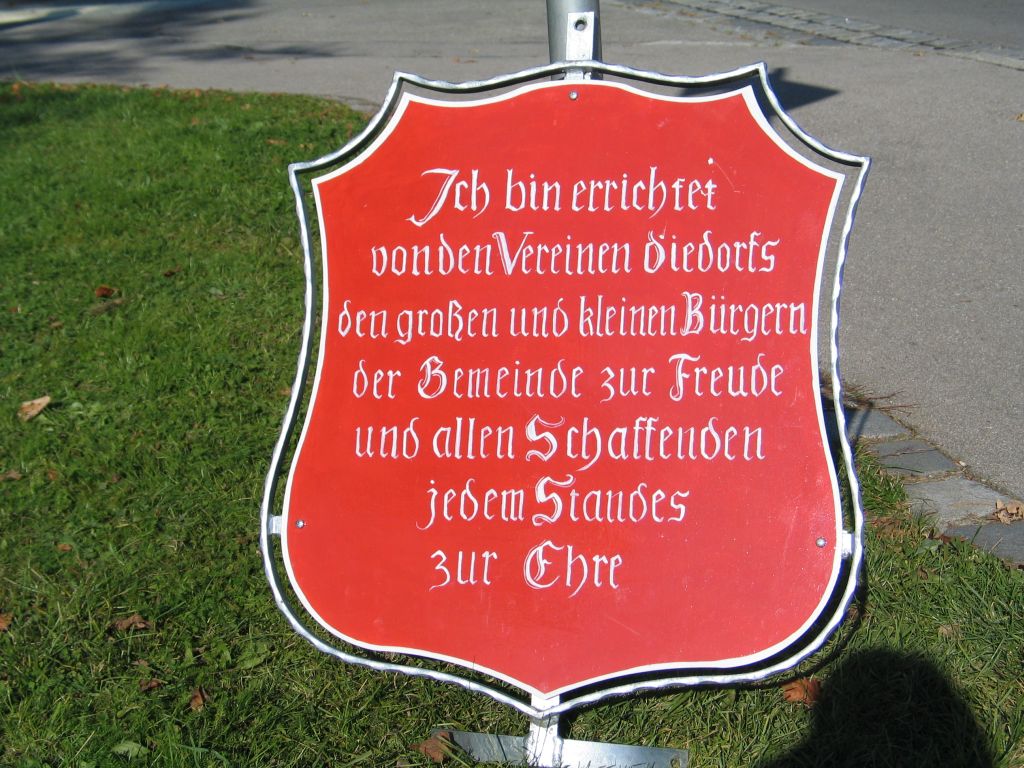 Ich bin errichtet
von den Vereinen Diedorfs
den großen und kleinen Bürgern
der Gemeinde zur Freude
und allen Schaffenden
jedem Standes
zur Ehre